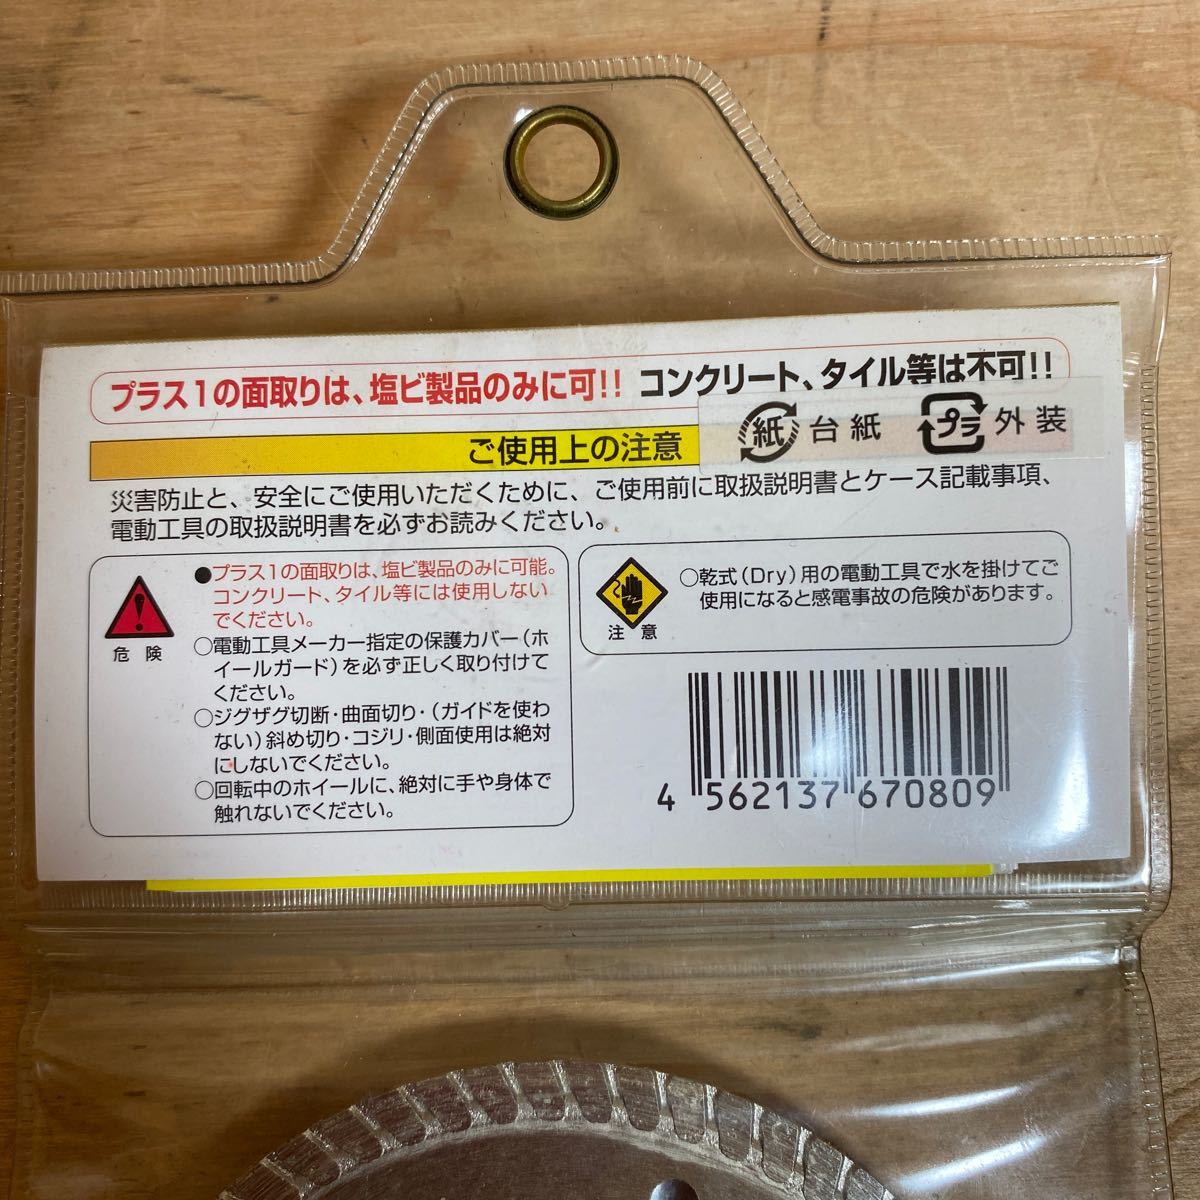 プラス1の面取りは、塩ビ製品のみに可!! コンクリート、タイル等は不可!!
紙 台紙 プラ 外装
ご使用上の注意
災害防止と、安全にご使用いただくために、ご使用前に取扱説明書とケース記載事項、
電動工具の取扱説明書を必ずお読みください。
危険
●プラス1の面取りは、塩ビ製品のみに可能。
コンクリート、タイル等には使用しない
でください。
○電動工具メーカー指定の保護カバー(ホ
イールガード)を必ず正しく取り付けて
ください。
○ジグザグ切断・曲面切り・(ガイドを使わ
ない)斜め切り・コジリ・側面使用は絶対
にしないでください。
○回転中のホイールに、絶対に手や身体で
触れないでください。
注意
○乾式(Dry)用の電動工具で水を掛けてご
使用になると感電事故の危険があります。
4 562137 670809